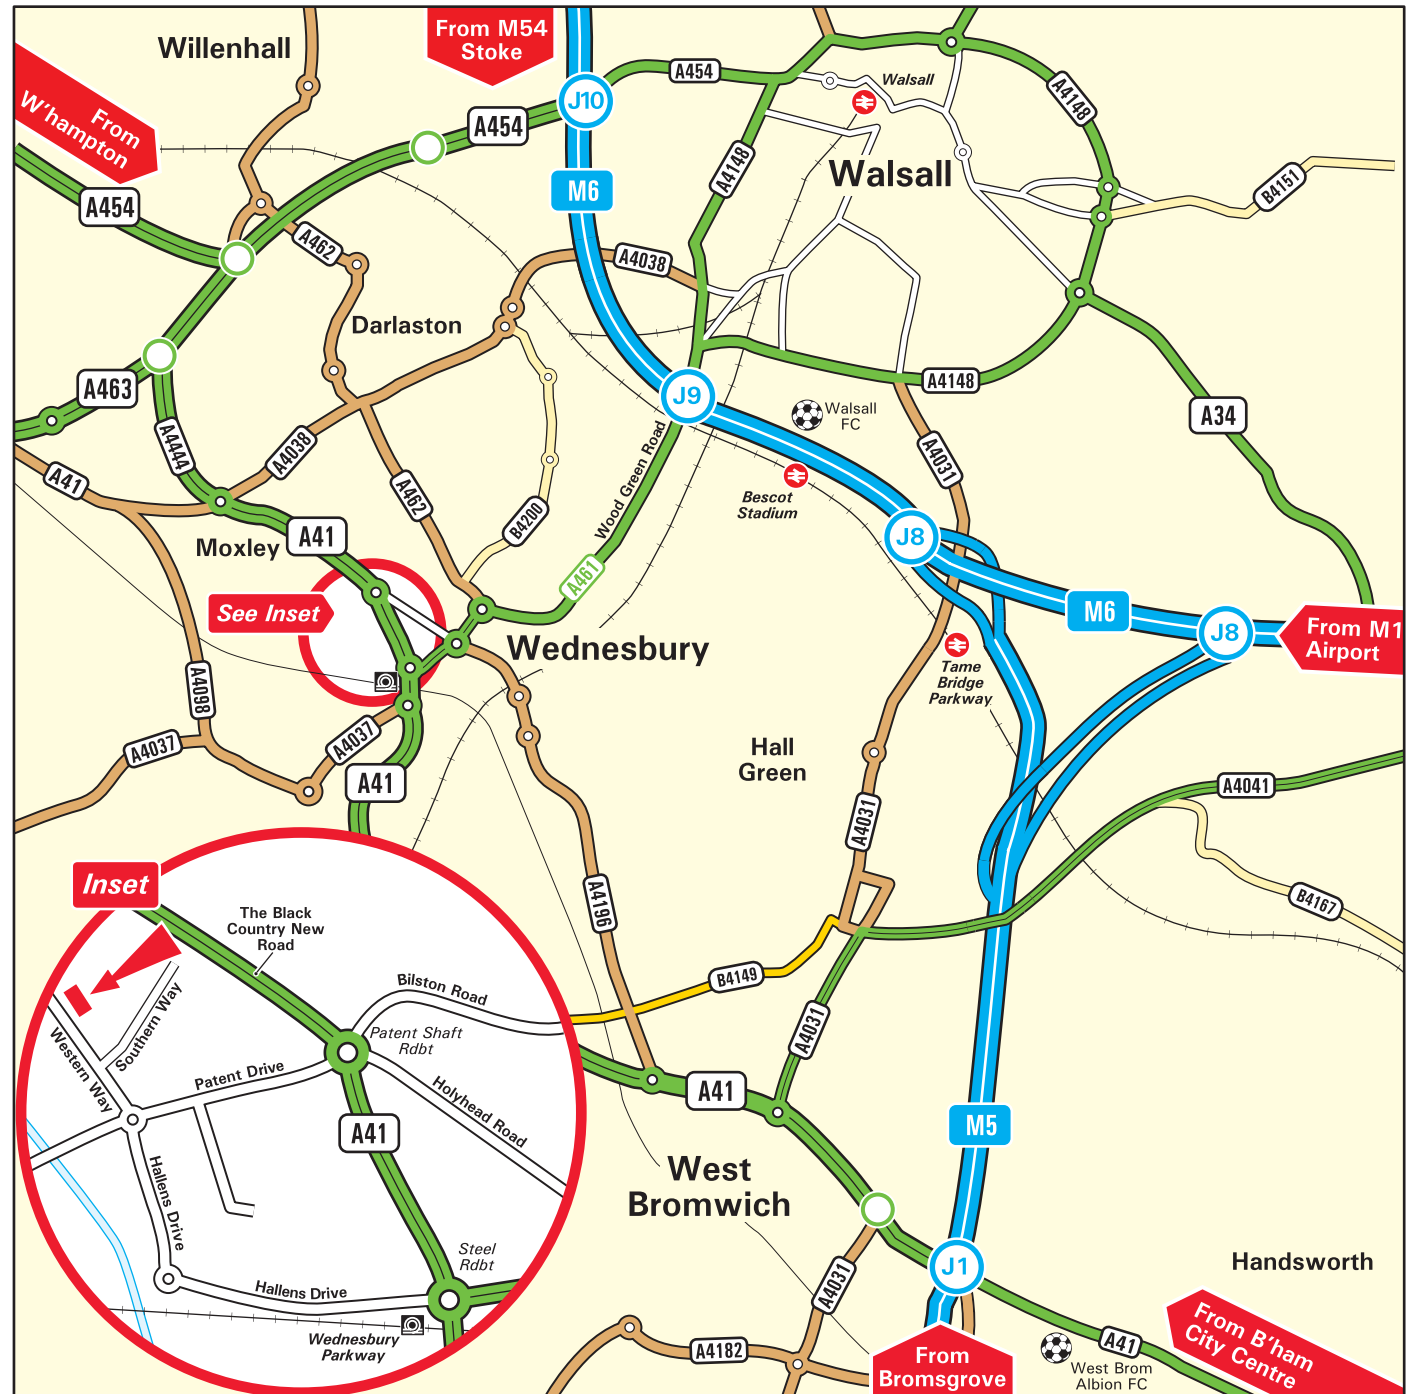 Willenhall
From M54
Stoke
From
W'hampton
A454
J10
A454
Walsall
A4148
A454
M6
A4148
Walsall
B4151
A454
A462
A4038
Darlaston
A463
J9
A4148
A34
Walsall
FC
A4444
A4038
A4031
A41
A462
Wood Green Road
Bescot
Stadium
B4200
Moxley
A41
J8
A461
See Inset
M6
J8
From M1
Airport
Wednesbury
Tame
Bridge
Parkway
A4098
A4037
A4037
Hall
Green
A41
A4041
A4031
Inset
A4196
B4167
The Black
Country New
Road
B4149
Bilston Road
Southern Way
Western Way
Patent Shaft
Rdbt
A4031
Patent Drive
Holyhead Road
A41
A41
M5
Hallens Drive
West
Bromwich
Steel
Rdbt
J1
Handsworth
Hallens Drive
A4031
Wednesbury
Parkway
A4182
From
Bromsgrove
A41
West Brom
Albion FC
From B'ham
City Centre